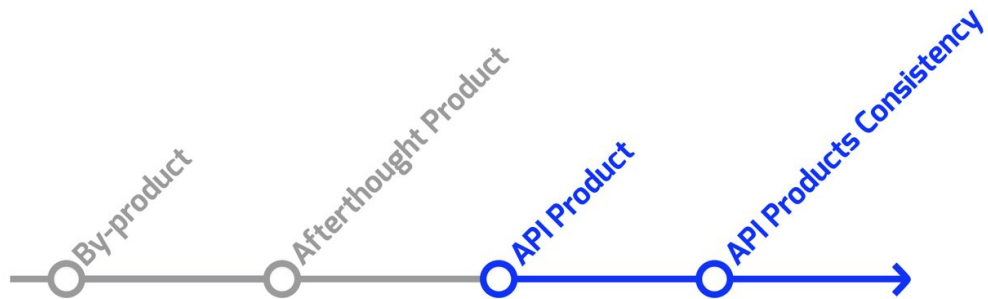 By-product
Afterthought Product
API Product
API Products Consistency